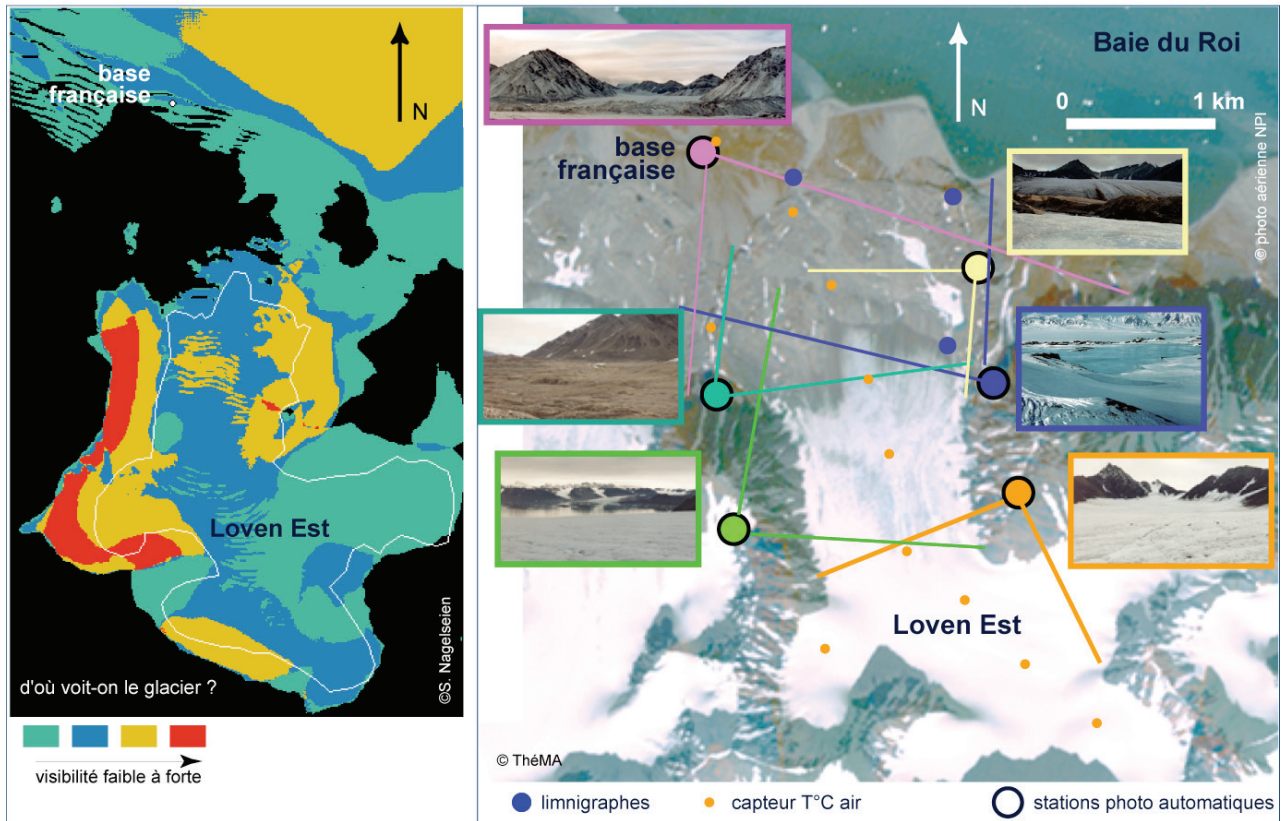 base
française
N
Loven Est
d'où voit-on le glacier ?
©S. Nagelseien
visibilité faible à forte
Baie du Roi
N
0 1 km
© photo aérienne NPI
base
française
Loven Est
© ThéMA
limnigraphes
capteur T°C air
stations photo automatiques